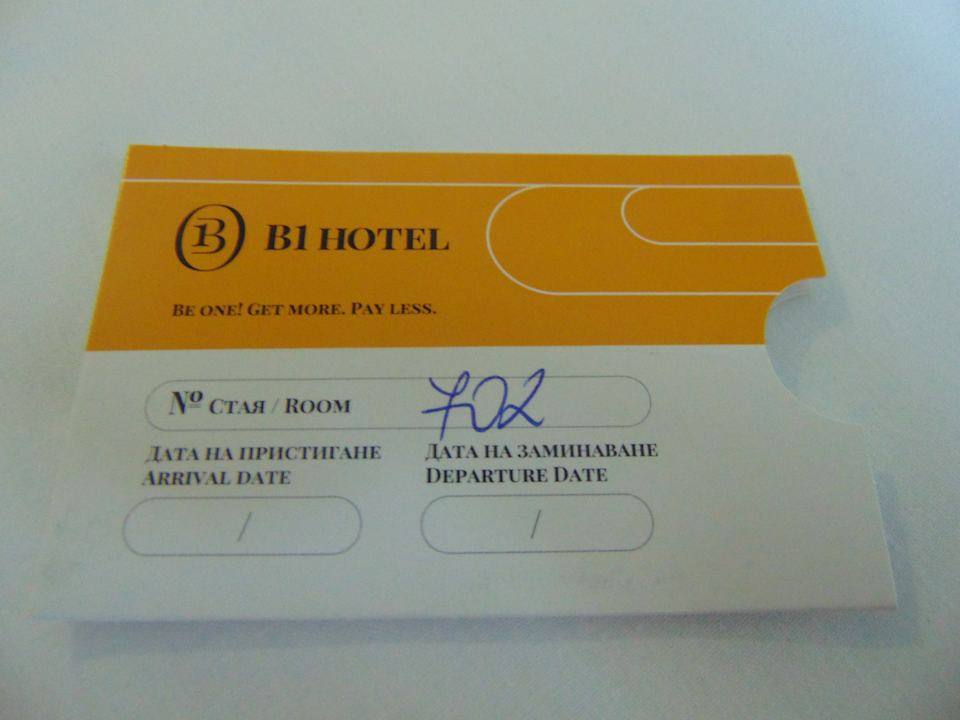 B1 B1 HOTEL
BE ONE! GET MORE. PAY LESS.
Nº СТАЯ / ROOM 702
ДАТА НА ПРИСТИГАНЕ
ARRIVAL DATE
/
ДАТА НА ЗАМИНАВАНЕ
DEPARTURE DATE
/